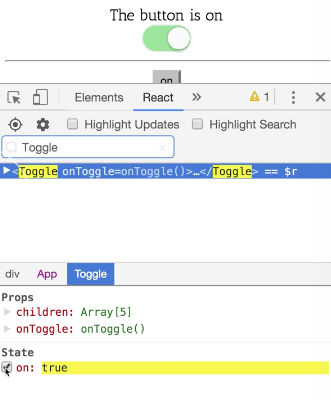 The button is on
on
Elements React » 1
Highlight Updates Highlight Search
Toggle
<Toggle onToggle=onToggle()>…</Toggle> == $r
div App Toggle
Props
children: Array[5]
onToggle: onToggle()
State
on: true